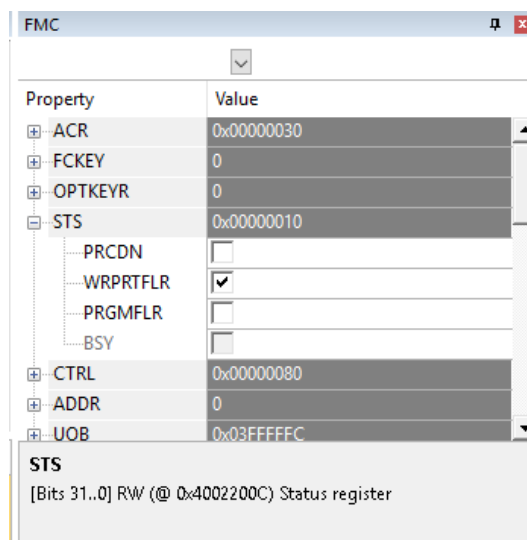 FMC
Property Value
ACR 0x00000030
FCKEY 0
OPTKEYR 0
STS 0x00000010
PRCDN
WRPRTFLR
PRGMFLR
BSY
CTRL 0x00000080
ADDR 0
UOB 0x03FFFFFC
STS
[Bits 31..0] RW (@ 0x4002200C) Status register